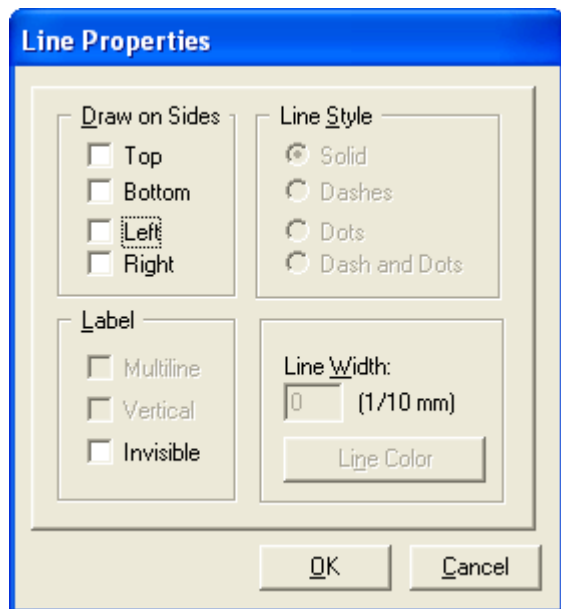 Line Properties
Draw on Sides
Top
Bottom
Left
Right
Line Style
Solid
Dashes
Dots
Dash and Dots
Label
Multiline
Vertical
Invisible
Line Width:
0 (1/10 mm)
Line Color
OK
Cancel